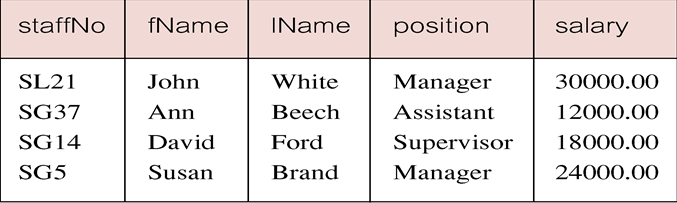 staffNo fName lName position salary
SL21 John White Manager 30000.00
SG37 Ann Beech Assistant 12000.00
SG14 David Ford Supervisor 18000.00
SG5 Susan Brand Manager 24000.00